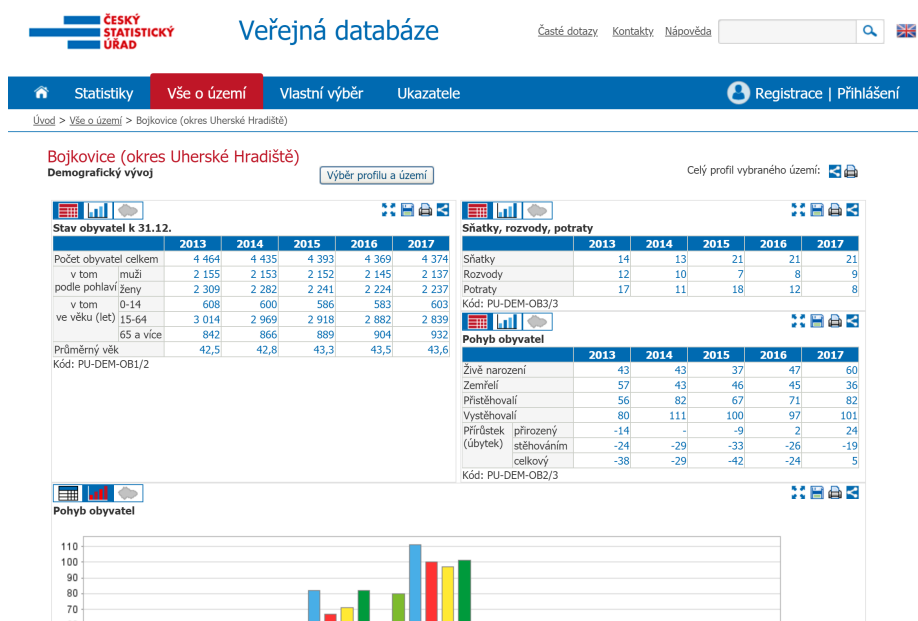 ČESKÝ
STATISTICKÝ
ÚŘAD
Veřejná databáze
Časté dotazy Kontakty Nápověda
Statistiky Vše o území Vlastní výběr Ukazatele Registrace | Přihlášení
Úvod > Vše o území > Bojkovice (okres Uherské Hradiště)
Bojkovice (okres Uherské Hradiště)
Demografický vývoj
Výběr profilu a území
Celý profil vybraného území:
Stav obyvatel k 31.12.
2013 2014 2015 2016 2017
Počet obyvatel celkem 4 464 4 435 4 393 4 369 4 374
v tom podle pohlaví muži 2 155 2 153 2 152 2 145 2 137
ženy 2 309 2 282 2 241 2 224 2 237
v tom ve věku (let) 0-14 608 600 586 583 603
15-64 3 014 2 969 2 918 2 882 2 839
65 a více 842 866 889 904 932
Průměrný věk 42,5 42,8 43,3 43,5 43,6
Kód: PU-DEM-OB1/2
Sňatky, rozvody, potraty
2013 2014 2015 2016 2017
Sňatky 14 13 21 21 21
Rozvody 12 10 7 8 9
Potraty 17 11 18 12 8
Kód: PU-DEM-OB3/3
Pohyb obyvatel
2013 2014 2015 2016 2017
Živě narození 43 43 37 47 60
Zemřelí 57 43 46 45 36
Přistěhovalí 56 82 67 71 82
Vystěhovalí 80 111 100 97 101
Přírůstek (úbytek) přirozený -14 - -9 2 24
stěhováním -24 -29 -33 -26 -19
celkový -38 -29 -42 -24 5
Kód: PU-DEM-OB2/3
Pohyb obyvatel
110
100
90
80
70